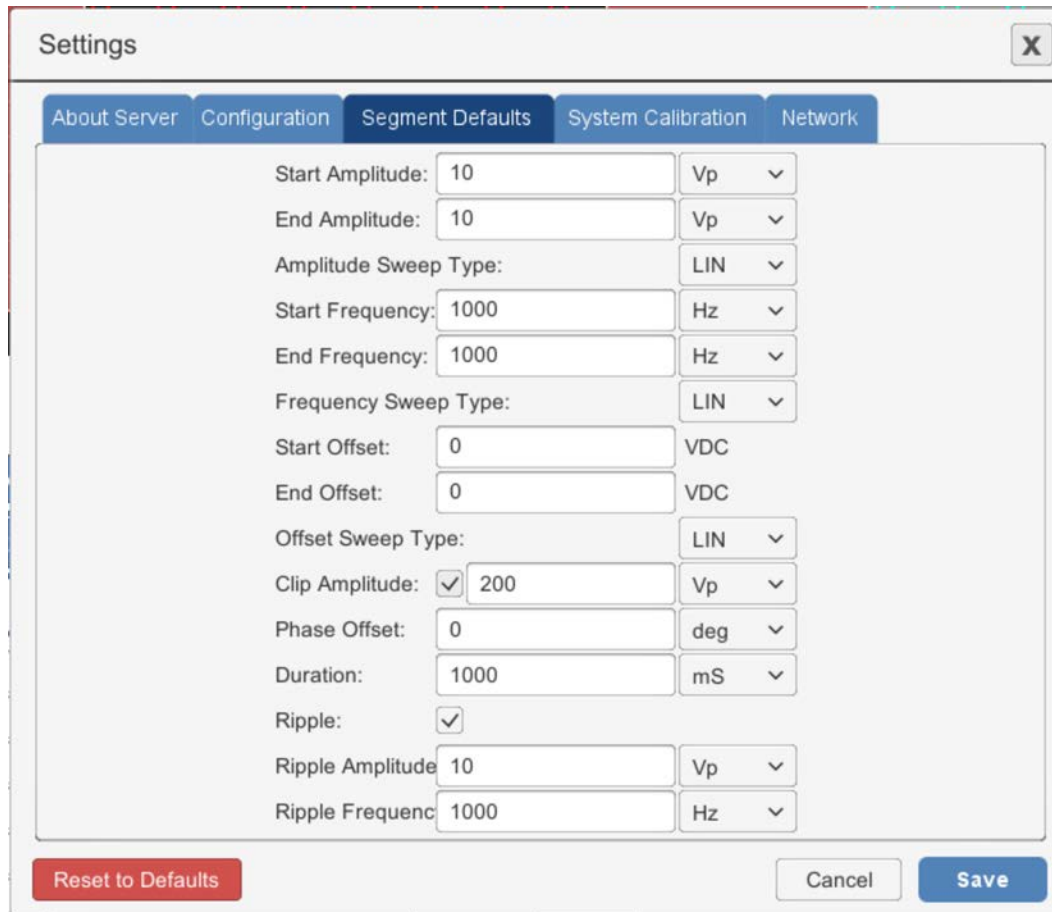 Settings
X
About Server Configuration Segment Defaults System Calibration Network
Start Amplitude: 10 Vp
End Amplitude: 10 Vp
Amplitude Sweep Type: LIN
Start Frequency: 1000 Hz
End Frequency: 1000 Hz
Frequency Sweep Type: LIN
Start Offset: 0 VDC
End Offset: 0 VDC
Offset Sweep Type: LIN
Clip Amplitude: 200 Vp
Phase Offset: 0 deg
Duration: 1000 mS
Ripple:
Ripple Amplitude 10 Vp
Ripple Frequenc 1000 Hz
Reset to Defaults Cancel Save